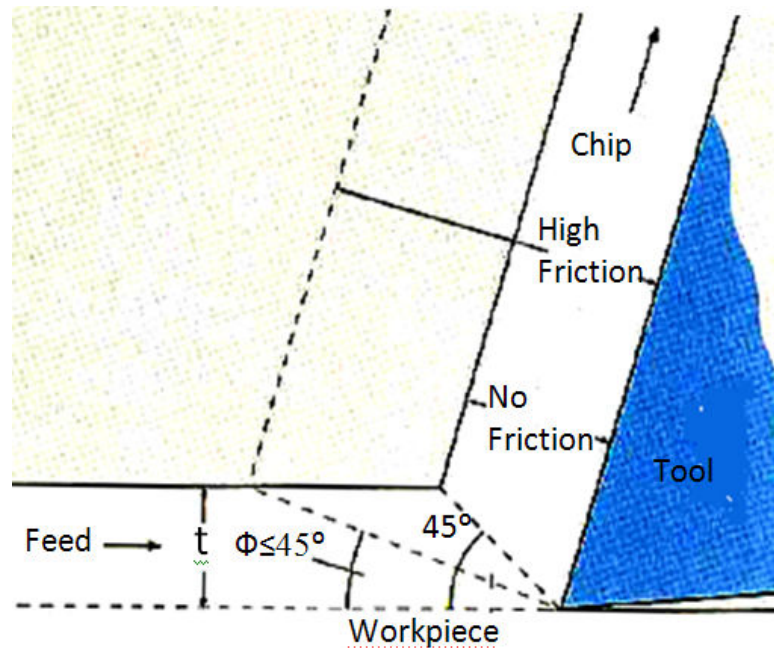 Chip
High
Friction
No
Friction
Tool
Feed
t
Φ≤45°
45°
Workpiece